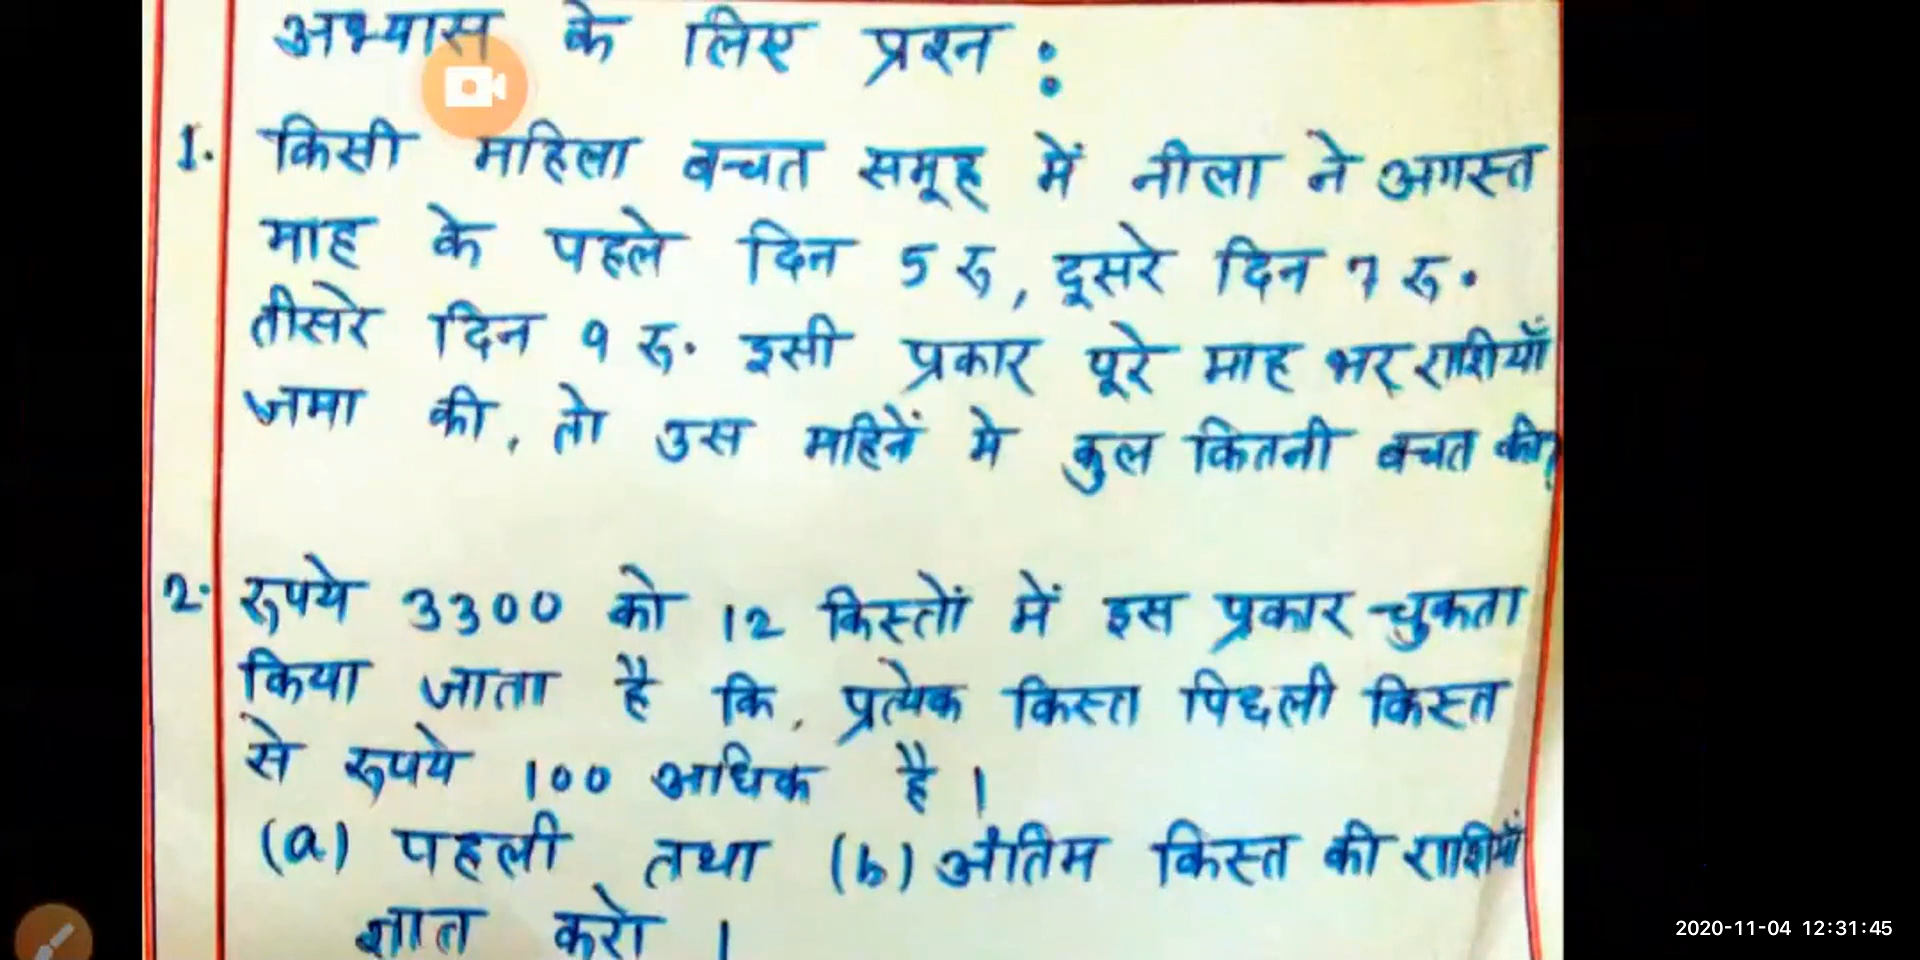 अभ्यास के लिए प्रश्न :
1. किसी महिला बचत समूह में नीला ने अगस्त
माह के पहले दिन 5 रु, दूसरे दिन 7 रु.
तीसरे दिन 9 रु. इसी प्रकार पूरे माह भर राशियाँ
जमा की, तो उस महिनें मे कुल कितनी बचत की?
2. रूपये 3300 को 12 किस्तों में इस प्रकार चुकता
किया जाता है कि, प्रत्येक किस्त पिछली किस्त
से रूपये 100 अधिक है ।
(a) पहली तथा (b) अंतिम किस्त की राशियाँ
ज्ञात करो ।
2020-11-04 12:31:45